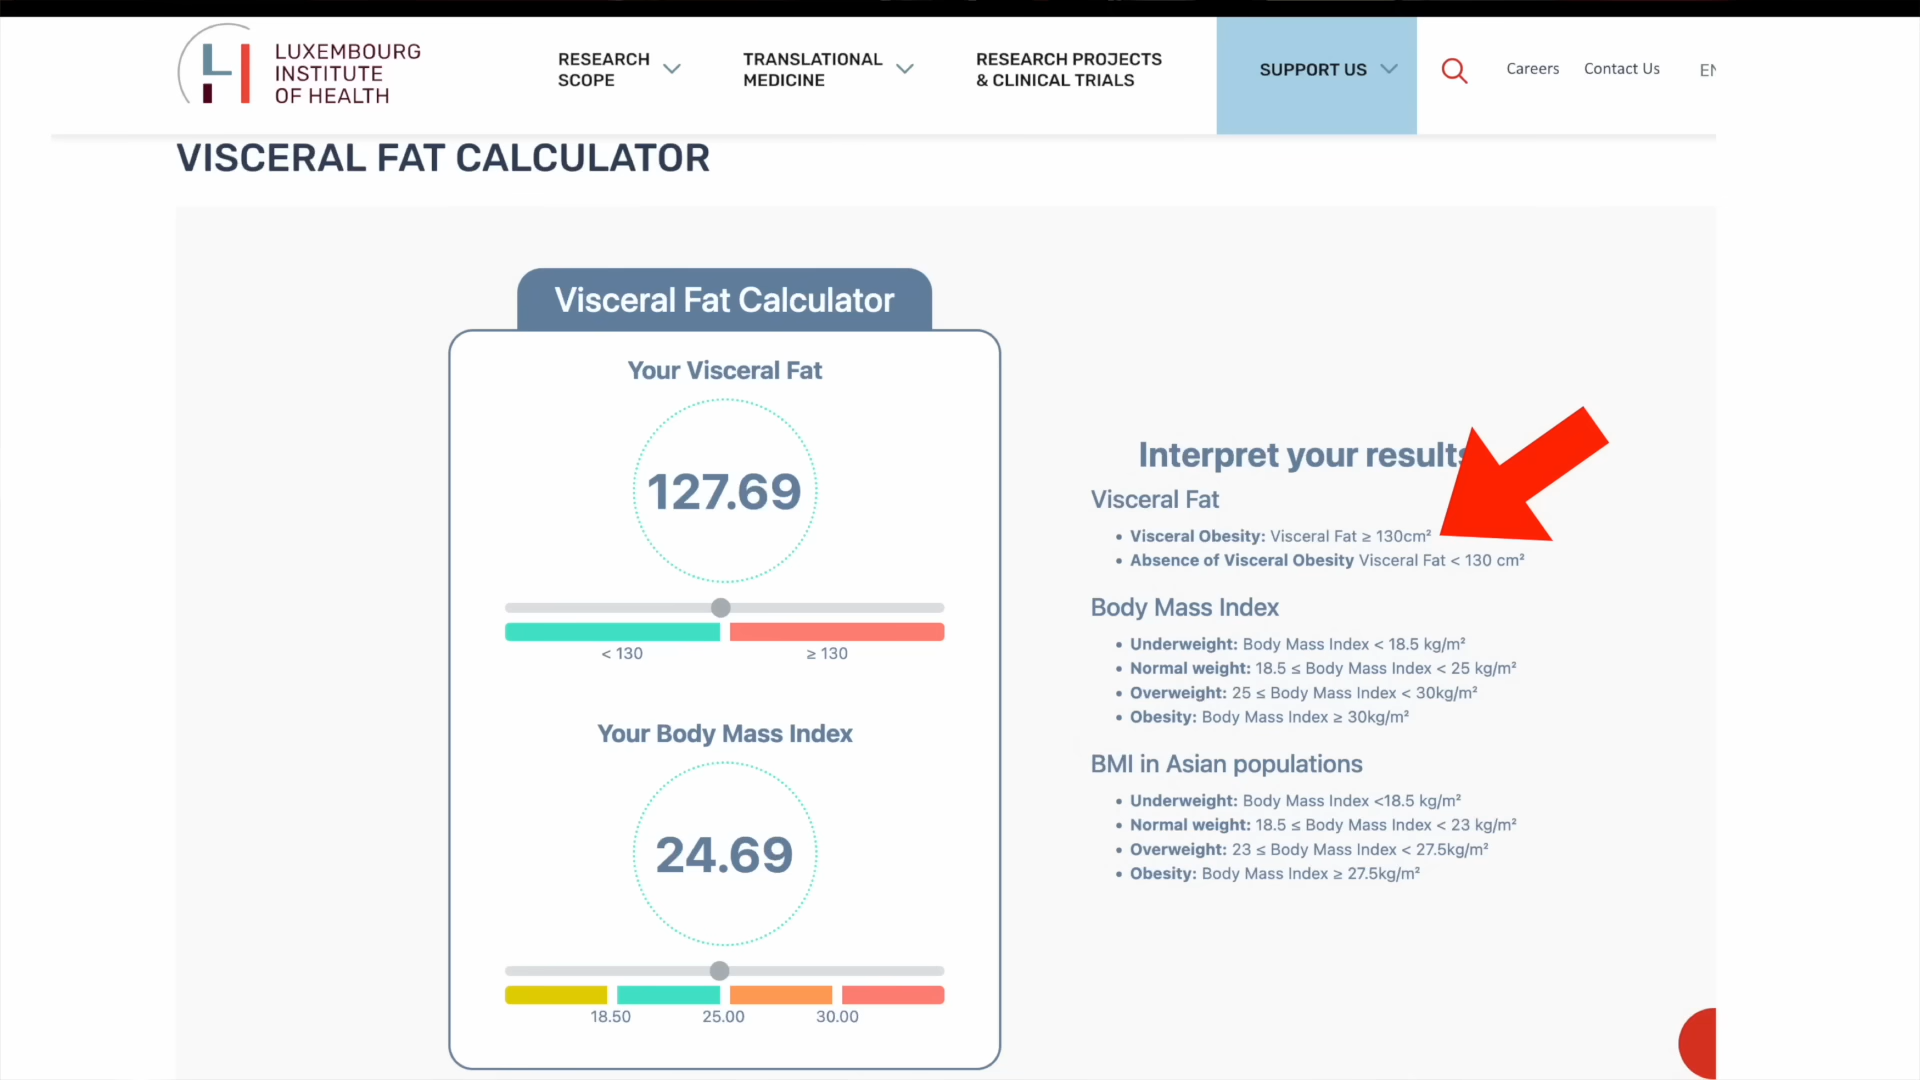 LUXEMBOURG
INSTITUTE
OF HEALTH
RESEARCH
SCOPE
TRANSLATIONAL
MEDICINE
RESEARCH PROJECTS
& CLINICAL TRIALS
SUPPORT US
Careers
Contact Us
EN
VISCERAL FAT CALCULATOR
Visceral Fat Calculator
Your Visceral Fat
127.69
< 130
≥ 130
Your Body Mass Index
24.69
18.50
25.00
30.00
Interpret your results
Visceral Fat
• Visceral Obesity: Visceral Fat ≥ 130cm²
• Absence of Visceral Obesity Visceral Fat < 130 cm²
Body Mass Index
• Underweight: Body Mass Index < 18.5 kg/m²
• Normal weight: 18.5 ≤ Body Mass Index < 25 kg/m²
• Overweight: 25 ≤ Body Mass Index < 30kg/m²
• Obesity: Body Mass Index ≥ 30kg/m²
BMI in Asian populations
• Underweight: Body Mass Index <18.5 kg/m²
• Normal weight: 18.5 ≤ Body Mass Index < 23 kg/m²
• Overweight: 23 ≤ Body Mass Index < 27.5kg/m²
• Obesity: Body Mass Index ≥ 27.5kg/m²